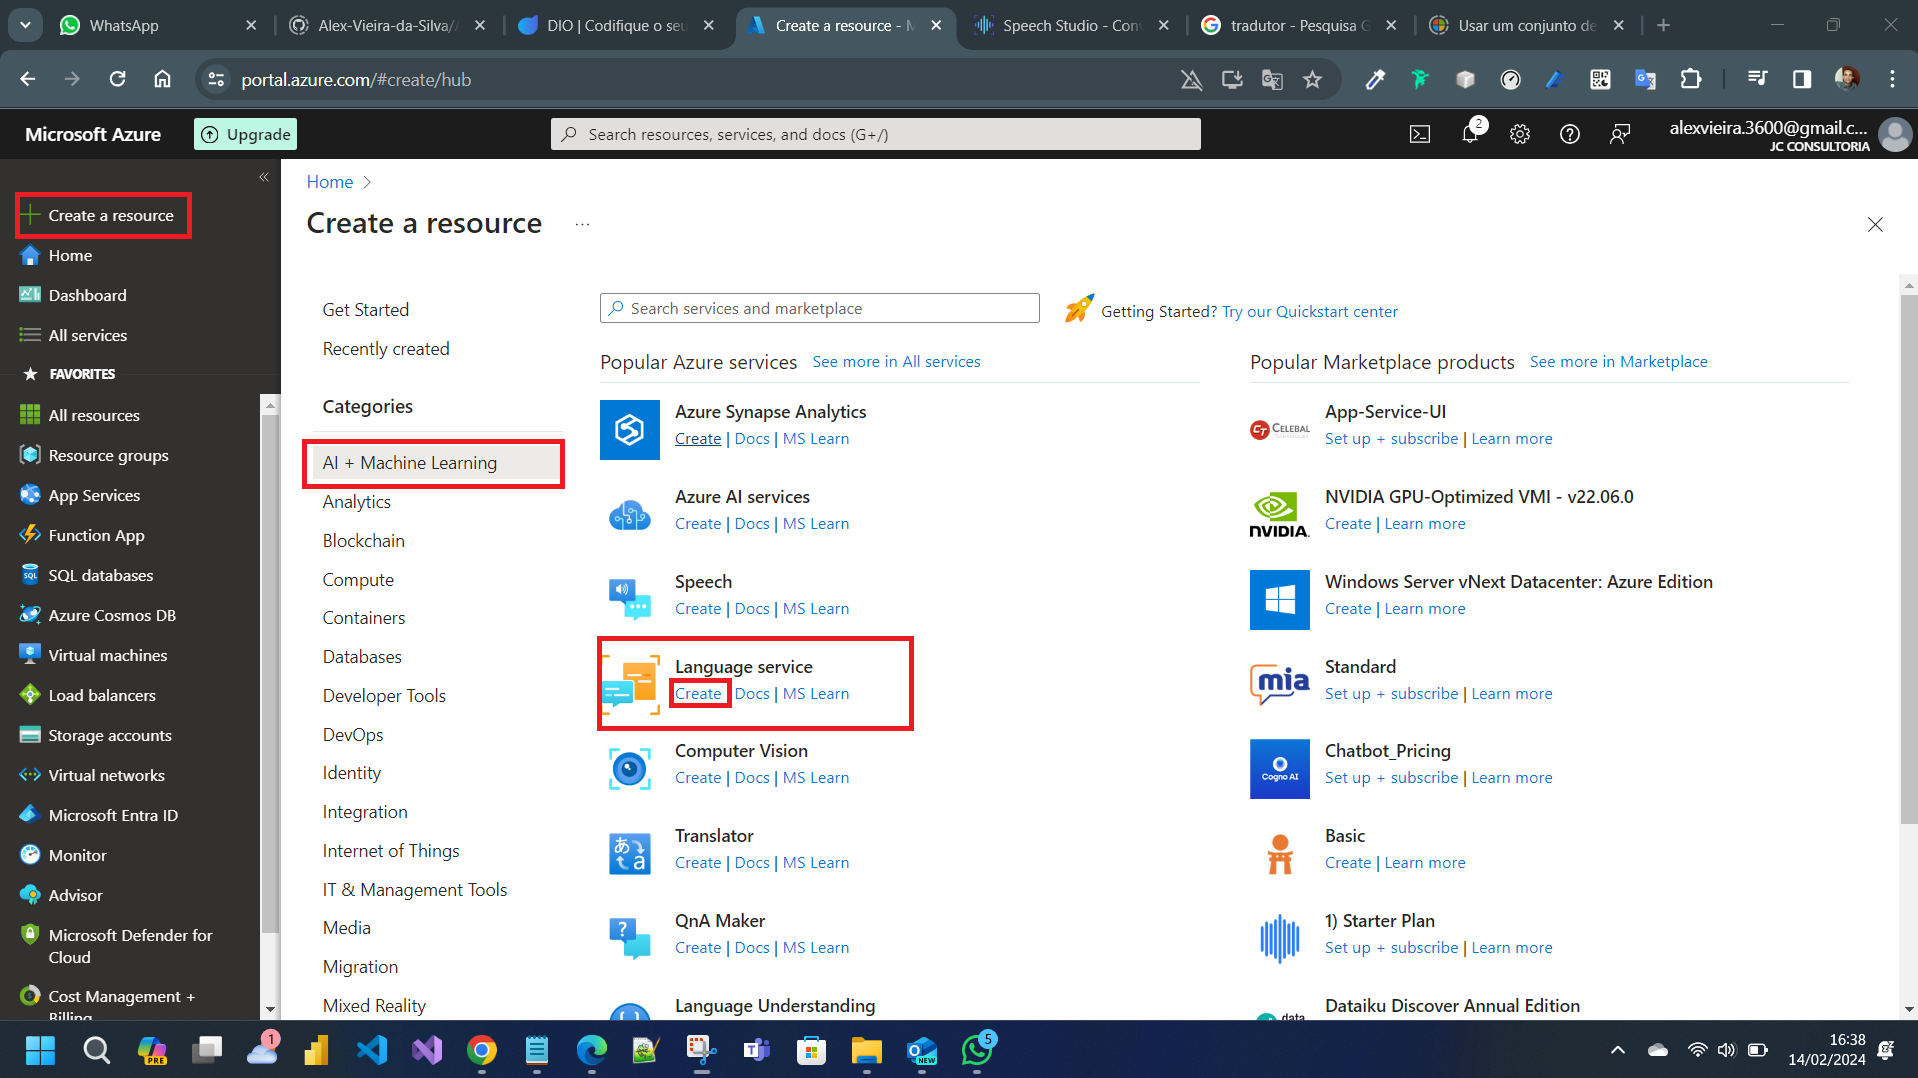 WhatsApp
Alex-Vieira-da-Silva/
DIO | Codifique o seu
Create a resource - M
Speech Studio - Con
tradutor - Pesquisa G
Usar um conjunto de
portal.azure.com/#create/hub
Microsoft Azure
Upgrade
Search resources, services, and docs (G+/)
2
alexvieira.3600@gmail.c...
JC CONSULTORIA
Create a resource
Home
Dashboard
All services
FAVORITES
All resources
Resource groups
App Services
Function App
SQL databases
Azure Cosmos DB
Virtual machines
Load balancers
Storage accounts
Virtual networks
Microsoft Entra ID
Monitor
Advisor
Microsoft Defender for
Cloud
Cost Management +
Billing
Home
Create a resource
...
Get Started
Recently created
Categories
AI + Machine Learning
Analytics
Blockchain
Compute
Containers
Databases
Developer Tools
DevOps
Identity
Integration
Internet of Things
IT & Management Tools
Media
Migration
Mixed Reality
Search services and marketplace
Getting Started? Try our Quickstart center
Popular Azure services See more in All services
Azure Synapse Analytics
Create | Docs | MS Learn
Azure AI services
Create | Docs | MS Learn
Speech
Create | Docs | MS Learn
Language service
Create Docs | MS Learn
Computer Vision
Create | Docs | MS Learn
Translator
Create | Docs | MS Learn
QnA Maker
Create | Docs | MS Learn
Language Understanding
Popular Marketplace products See more in Marketplace
CT CELEBAL
App-Service-UI
Set up + subscribe | Learn more
NVIDIA
NVIDIA GPU-Optimized VMI - v22.06.0
Create | Learn more
Windows Server vNext Datacenter: Azure Edition
Create | Learn more
mia
Standard
Set up + subscribe | Learn more
Cogno AI
Chatbot_Pricing
Set up + subscribe | Learn more
Basic
Create | Learn more
1) Starter Plan
Set up + subscribe | Learn more
Dataiku Discover Annual Edition
data
PRE
1
NEW
5
16:38
14/02/2024